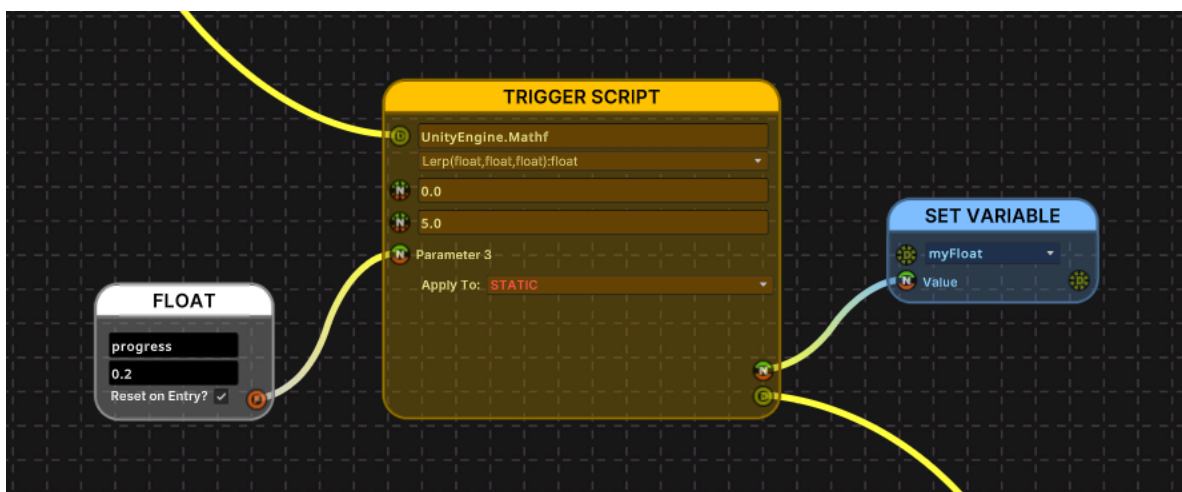 TRIGGER SCRIPT
D
UnityEngine.Mathf
Lerp(float,float,float):float
N
0.0
N
5.0
N
Parameter 3
Apply To: STATIC
N
D
FLOAT
progress
0.2
Reset on Entry?
SET VARIABLE
D
myFloat
N
Value
D